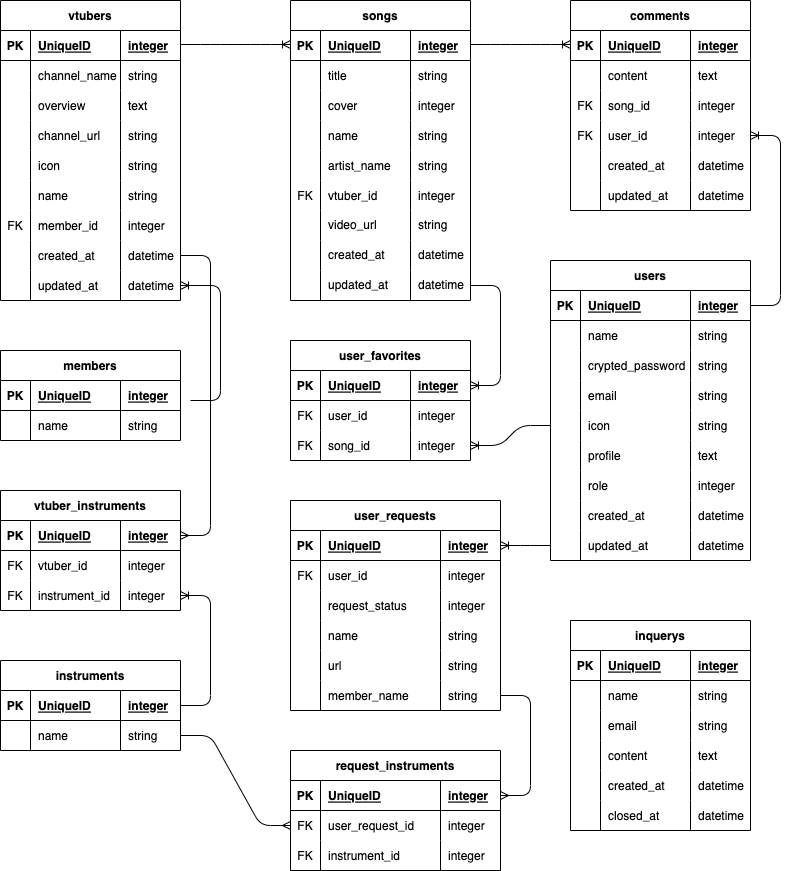 vtubers
PK UniqueID integer
channel_name string
overview text
channel_url string
icon string
name string
FK member_id integer
created_at datetime
updated_at datetime
members
PK UniqueID integer
name string
vtuber_instruments
PK UniqueID integer
FK vtuber_id integer
FK instrument_id integer
instruments
PK UniqueID integer
name string
songs
PK UniqueID integer
title string
cover integer
name string
artist_name string
FK vtuber_id integer
video_url string
created_at datetime
updated_at datetime
user_favorites
PK UniqueID integer
FK user_id integer
FK song_id integer
user_requests
PK UniqueID integer
FK user_id integer
request_status integer
name string
url string
member_name string
request_instruments
PK UniqueID integer
FK user_request_id integer
FK instrument_id integer
comments
PK UniqueID integer
content text
FK song_id integer
FK user_id integer
created_at datetime
updated_at datetime
users
PK UniqueID integer
name string
crypted_password string
email string
icon string
profile text
role integer
created_at datetime
updated_at datetime
inquerys
PK UniqueID integer
name string
email string
content text
created_at datetime
closed_at datetime